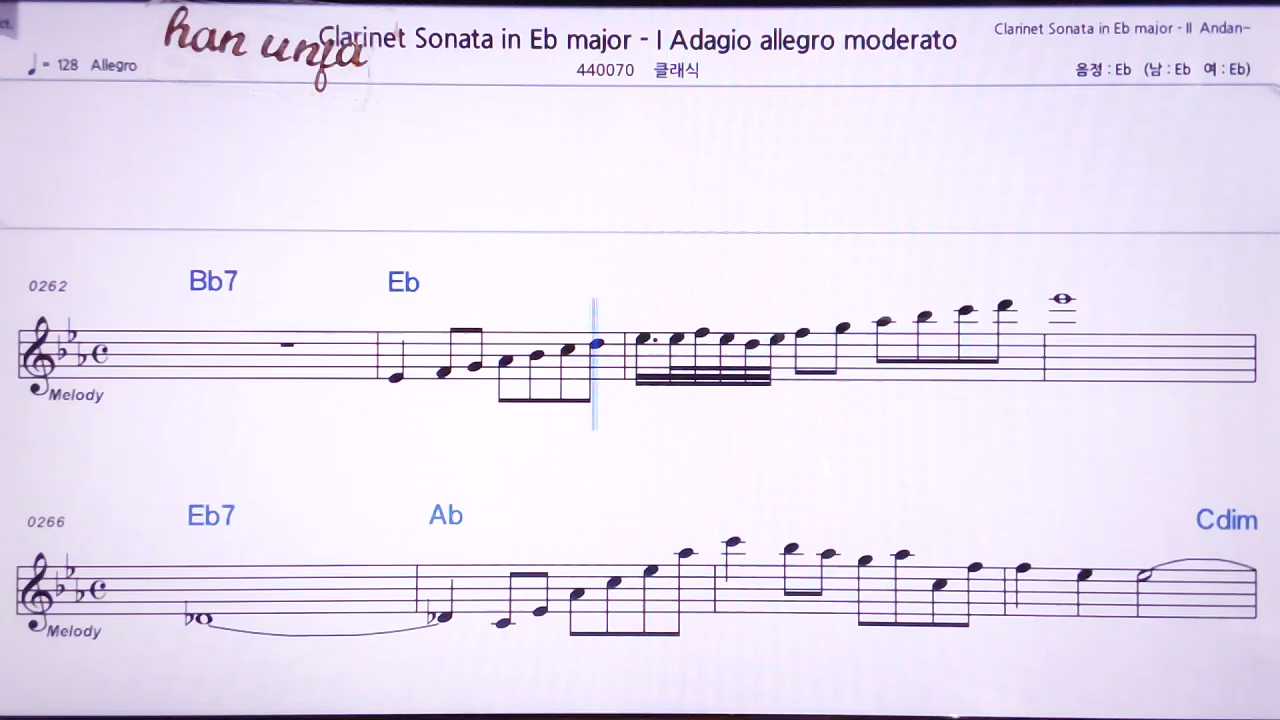 han unja
Clarinet Sonata in Eb major - I Adagio allegro moderato
Clarinet Sonata in Eb major - II Andan-
♩ = 128 Allegro
440070 클래식
음정 : Eb (남 : Eb 여 : Eb)
0262 Bb7 Eb
Melody
0266 Eb7 Ab Cdim
Melody